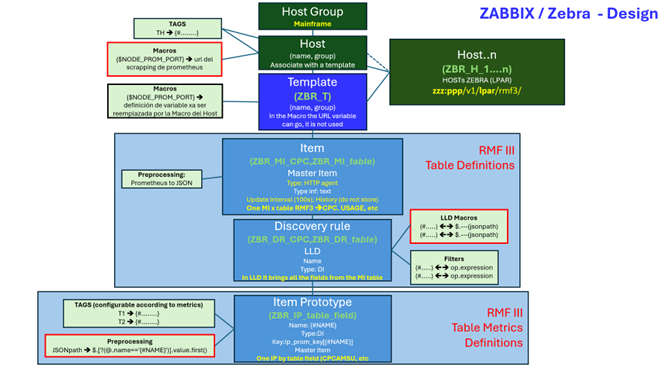 ZABBIX / Zebra - Design
Host Group
Mainframe
TAGS
TH → {#........}
Host
(name, group)
Associate with a template
Macros
{$NODE_PROM_PORT} → url del
scrapping de prometheus
Host..n
(ZBR_H_1....n)
HOSTs ZEBRA (LPAR)
zzz:ppp/v1/lpar/rmf3/
Template
(ZBR_T)
(name, group)
In the Macro the URL variable
can go, it is not used
Macros
{$NODE_PROM_PORT} →
definición de variable xa ser
reemplazada por la Macro del Host
RMF III
Table Definitions
Item
(ZBR_MI_CPC,ZBR_MI_table)
Master Item
Type: HTTP agent
Type inf: text
Update Interval (100s); History (do not store)
One MI x table RMF3 →CPC. USAGE, etc
Preprocessing:
Prometheus to JSON
Discovery rule
(ZBR_DR_CPC,ZBR_DR_table)
LLD
Name
Type: DI
In LLD it brings all the fields from the MI table
LLD Macros
{#.....} ←→ $.---(jsonpath)
{#.....} ←→ $.---(jsonpath)
Filters
{#.....} ←→ op.expression
{#.....} ←→ op.expression
RMF III
Table Metrics
Definitions
Item Prototype
(ZBR_IP_table_field)
Name: {#NAME}
Type:DI
Key:ip_prom_key[{#NAME}]
Master Item
One IP by table field (CPCAMSU, etc
TAGS (configurable according to metrics)
T1 → {#........}
T2 → {#........}
Preprocessing
JSONpath → $.[?(@.name=='{#NAME}')].value.first()